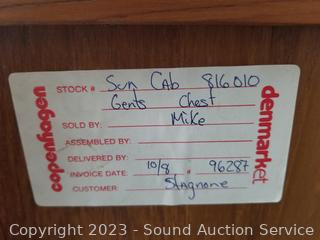 copenhagen
STOCK # Sun Cab 816010
Gents Chest
SOLD BY: Mike
ASSEMBLED BY:
DELIVERED BY:
INVOICE DATE: 10/8 96287
CUSTOMER: Stagnone
denmarket
Copyright 2023 - Sound Auction Service